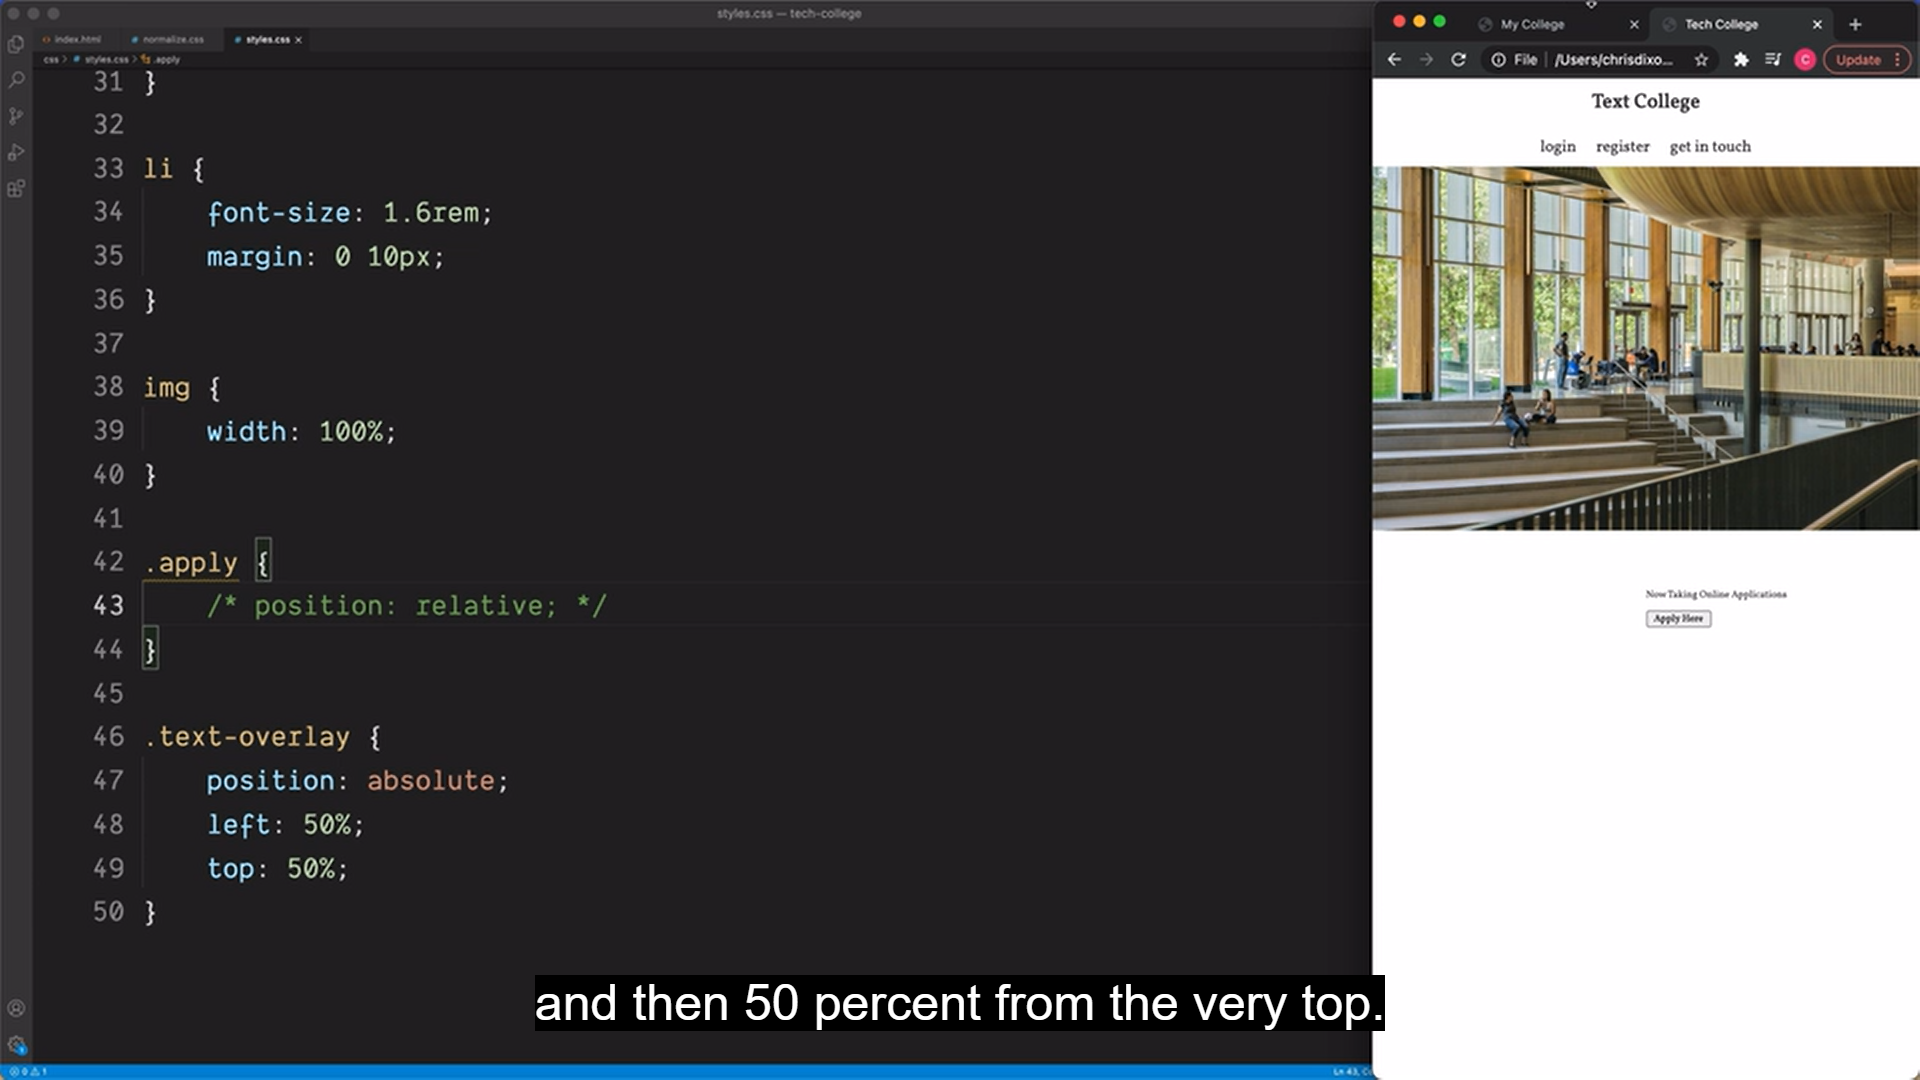 styles.css — tech-college
index.html
normalize.css
styles.css
css > styles.css > .apply
31 }
32
33 li {
34 font-size: 1.6rem;
35 margin: 0 10px;
36 }
37
38 img {
39 width: 100%;
40 }
41
42 .apply {
43 /* position: relative; */
44 }
45
46 .text-overlay {
47 position: absolute;
48 left: 50%;
49 top: 50%;
50 }
My College
Tech College
File /Users/chrisdixo...
C
Update
Text College
login register get in touch
Now Taking Online Applications
Apply Here
and then 50 percent from the very top.
0 1
Ln 43, C